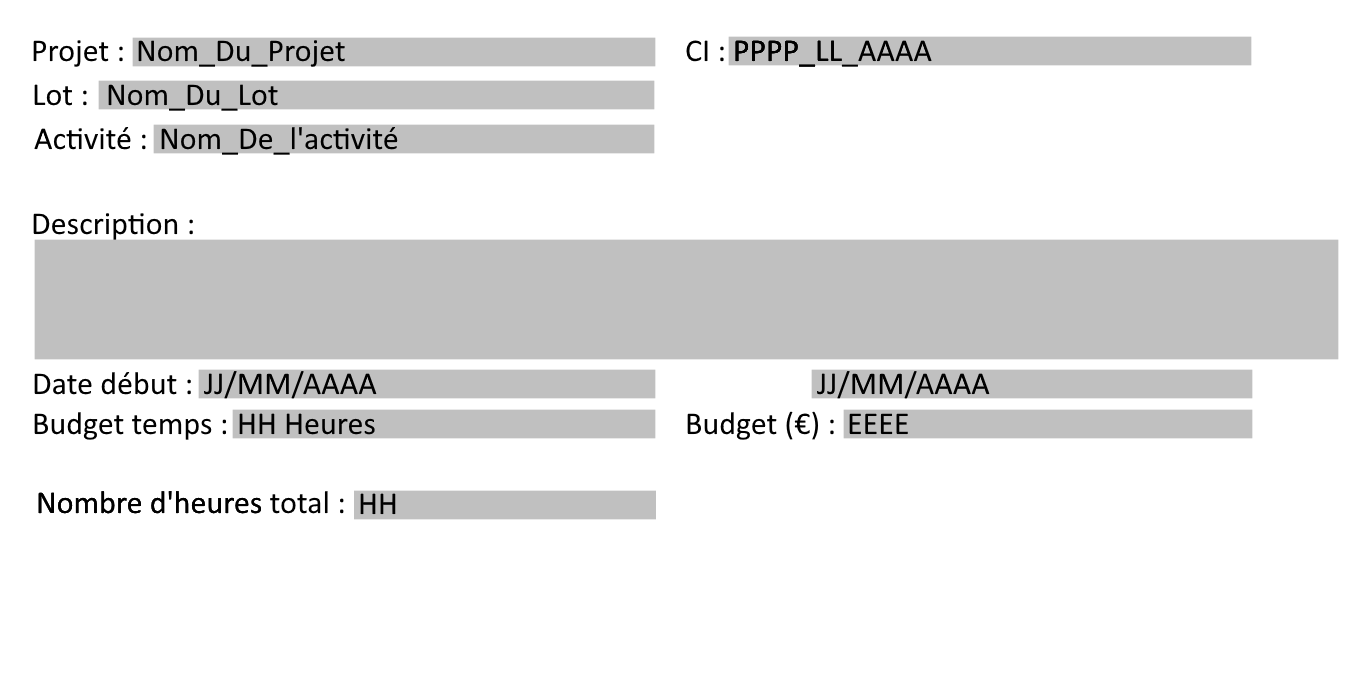 Projet : Nom_Du_Projet CI : PPPP_LL_AAAA
Lot : Nom_Du_Lot
Activité : Nom_De_l'activité
Description :
Date début : JJ/MM/AAAA JJ/MM/AAAA
Budget temps : HH Heures Budget (€) : EEEE
Nombre d'heures total : HH